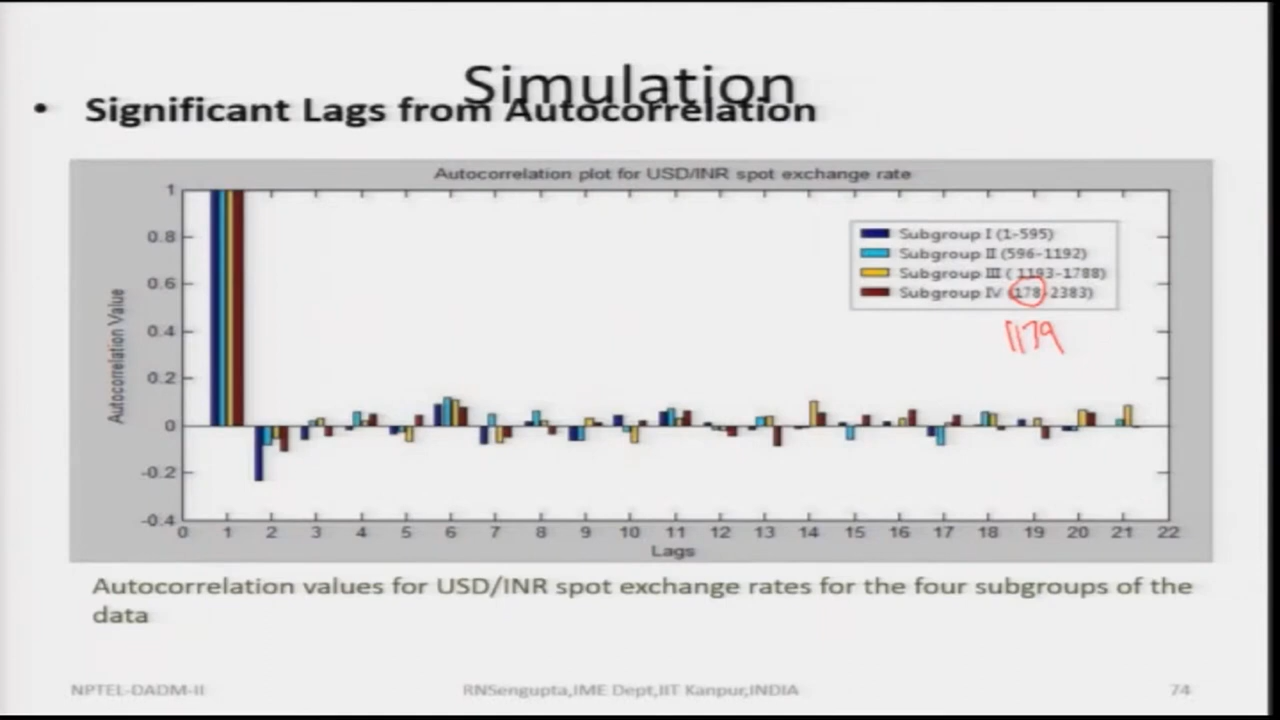 Simulation
• Significant Lags from Autocorrelation
Autocorrelation plot for USD/INR spot exchange rate
Autocorrelation Value
1
0.8
0.6
0.4
0.2
0
-0.2
-0.4
Subgroup I (1-595)
Subgroup II (596-1192)
Subgroup III ( 1193-1788)
Subgroup IV (178-2383)
1179
0 1 2 3 4 5 6 7 8 9 10 11 12 13 14 15 16 17 18 19 20 21 22
Lags
Autocorrelation values for USD/INR spot exchange rates for the four subgroups of the
data
NPTEL-DADM-II RNSengupta,IME Dept,IIT Kanpur,INDIA 74